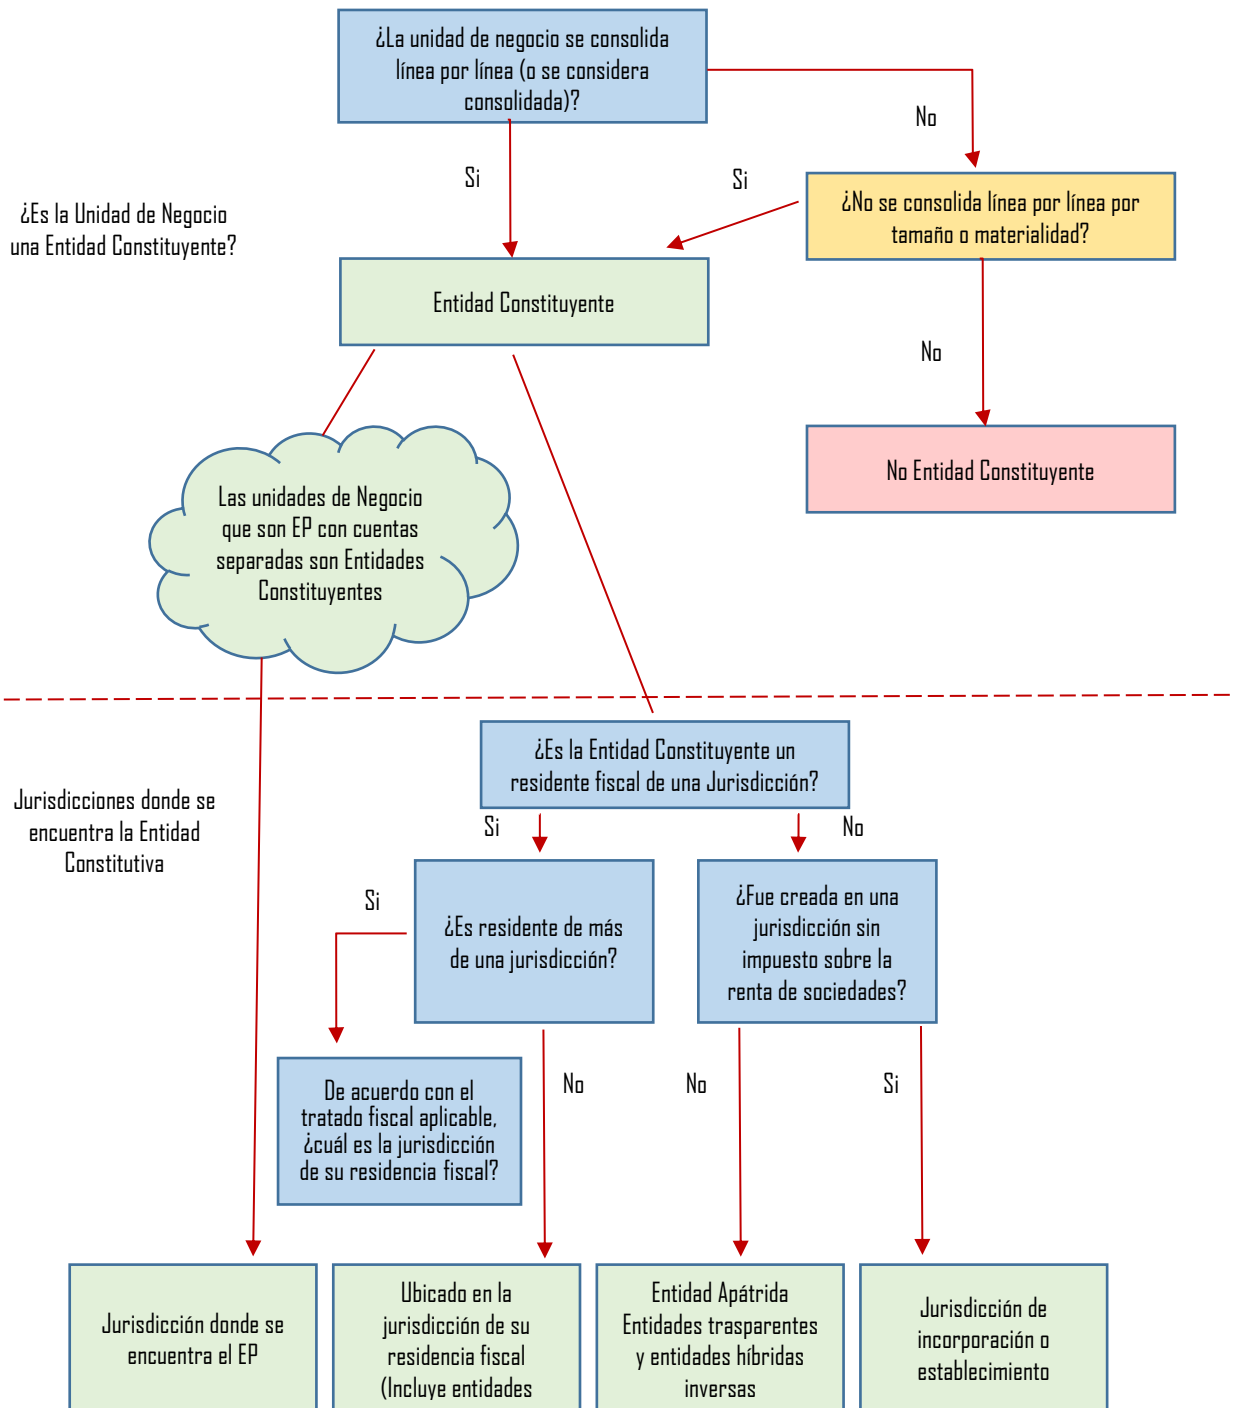 ¿La unidad de negocio se consolida
línea por línea (o se considera
consolidada)?
No
Si
Si
¿No se consolida línea por línea por
tamaño o materialidad?
¿Es la Unidad de Negocio
una Entidad Constituyente?
Entidad Constituyente
No
No Entidad Constituyente
Las unidades de Negocio
que son EP con cuentas
separadas son Entidades
Constituyentes
¿Es la Entidad Constituyente un
residente fiscal de una Jurisdicción?
Jurisdicciones donde se
encuentra la Entidad
Constitutiva
Si
No
Si
¿Es residente de más
de una jurisdicción?
¿Fue creada en una
jurisdicción sin
impuesto sobre la
renta de sociedades?
De acuerdo con el
tratado fiscal aplicable,
¿cuál es la jurisdicción
de su residencia fiscal?
No
No
Si
Jurisdicción donde se
encuentra el EP
Ubicado en la
jurisdicción de su
residencia fiscal
(Incluye entidades
Entidad Apátrida
Entidades trasparentes
y entidades híbridas
inversas
Jurisdicción de
incorporación o
establecimiento